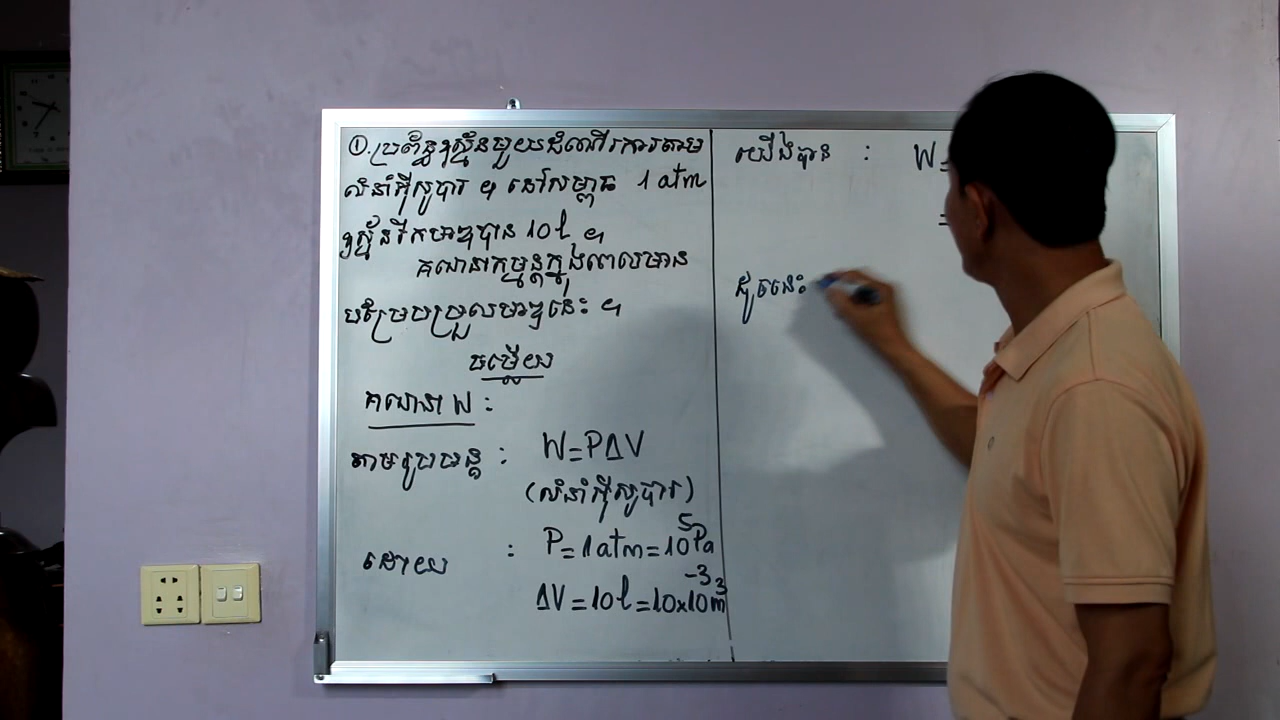 ①. ប្រព័ន្ធឧស្ម័នមួយដំណើរការតាម
លំនាំអ៊ីសូបារ ។ នៅសម្ពាធ 1 atm
ឧស្ម័នរីកមាឌបាន 10l ។
គណនាកម្មន្តក្នុងពេលមាន
បម្រែបម្រួលមាឌនេះ ។
ចម្លើយ
គណនា W :
តាមរូបមន្ត : W=PΔV
(លំនាំអ៊ីសូបារ)
ដោយ : P=1atm=10⁵Pa
ΔV=10l=10x10⁻³m³
យើងបាន : W=
=
ដូចនេះ